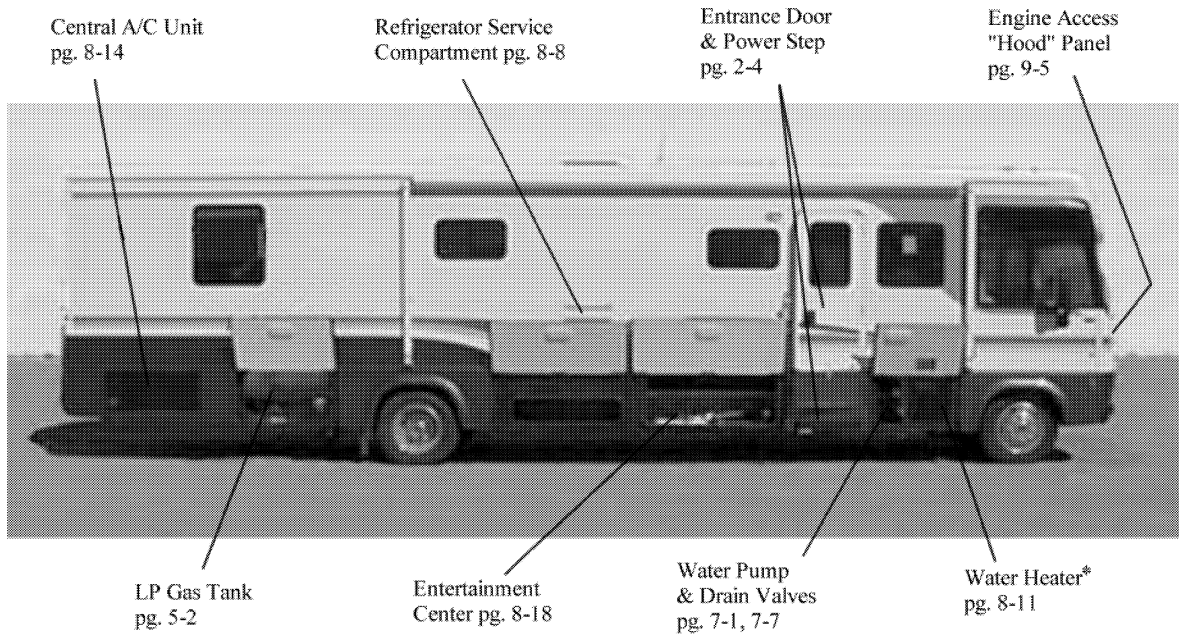 Central A/C Unit
pg. 8-14
Refrigerator Service
Compartment pg. 8-8
Entrance Door
& Power Step
pg. 2-4
Engine Access
"Hood" Panel
pg. 9-5
LP Gas Tank
pg. 5-2
Entertainment
Center pg. 8-18
Water Pump
& Drain Valves
pg. 7-1, 7-7
Water Heater*
pg. 8-11